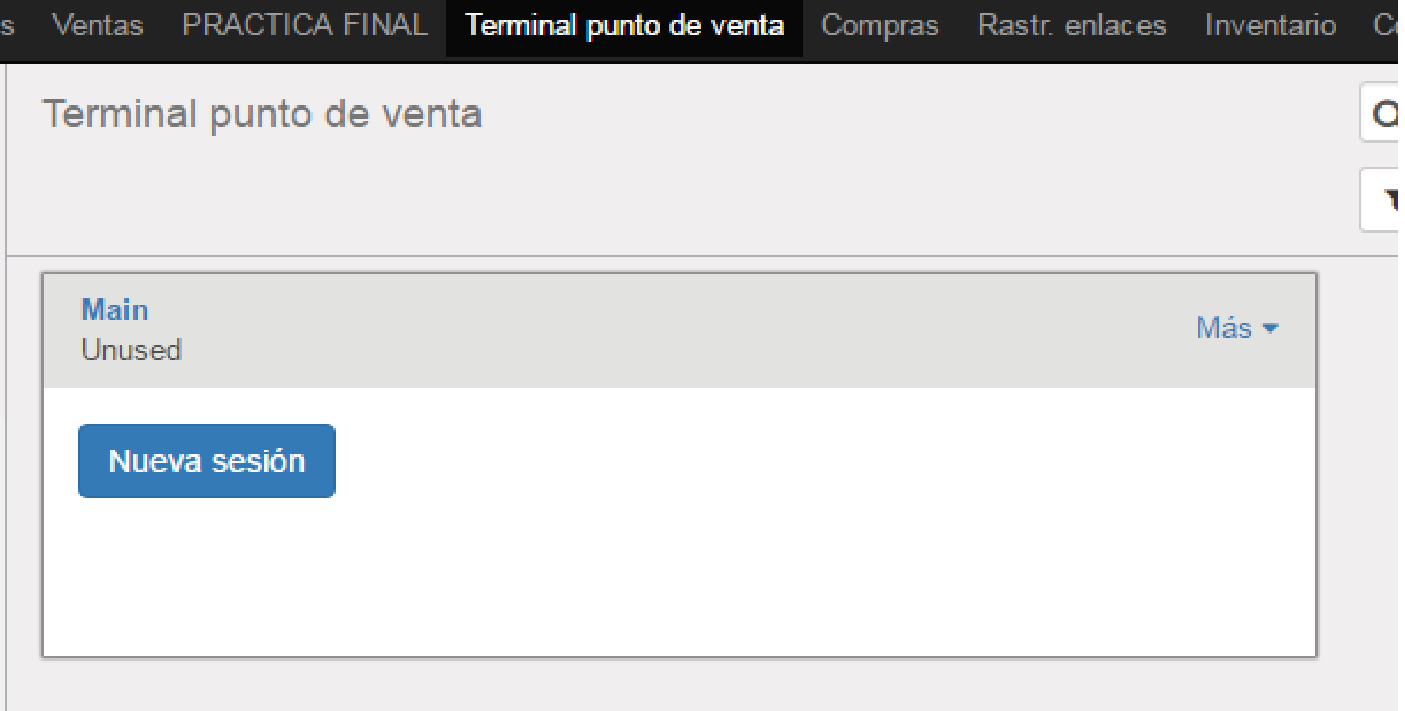 Ventas PRACTICA FINAL Terminal punto de venta Compras Rastr. enlaces Inventario
Terminal punto de venta
Main
Unused
Más
Nueva sesión